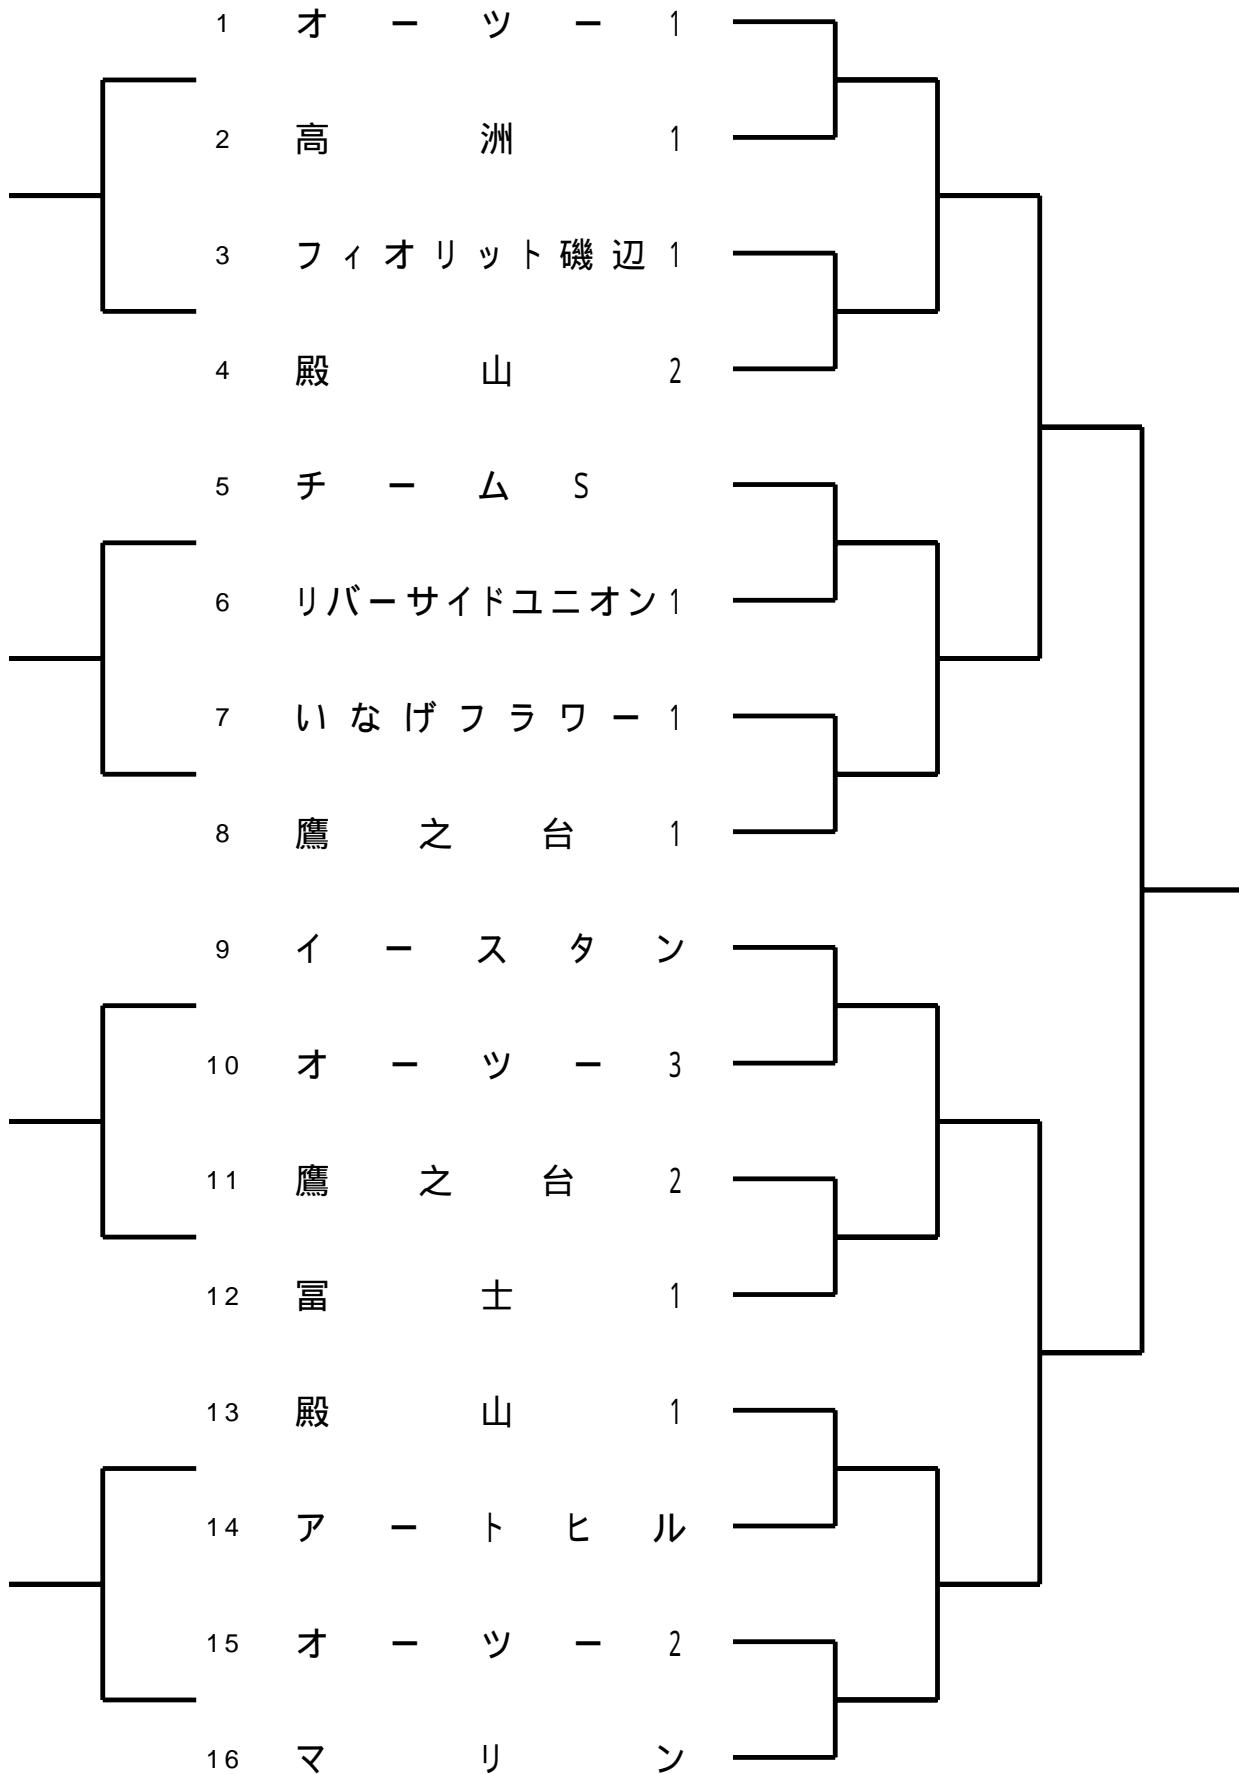 1 オーツー1
2 高洲1
3 フィオリット磯辺1
4 殿山2
5 チームS
6 リバーサイドユニオン1
7 いなげフラワー1
8 鷹之台1
9 イースタン
10 オーツー3
11 鷹之台2
12 冨士1
13 殿山1
14 アートヒル
15 オーツー2
16 マリン